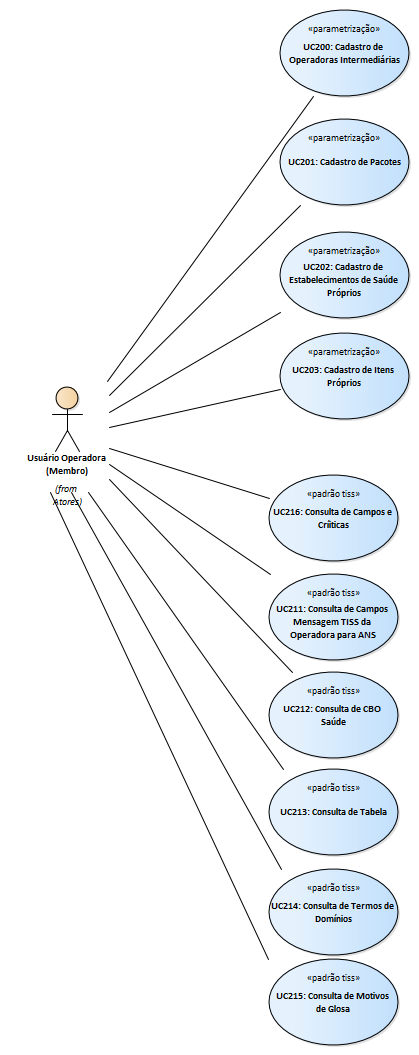 «parametrização»
UC200: Cadastro de
Operadoras Intermediárias
«parametrização»
UC201: Cadastro de Pacotes
«parametrização»
UC202: Cadastro de
Estabelecimentos de Saúde
Próprios
«parametrização»
UC203: Cadastro de Itens
Próprios
Usuário Operadora
(Membro)
(from
Atores)
«padrão tiss»
UC216: Consulta de Campos e
Críticas
«padrão tiss»
UC211: Consulta de Campos
Mensagem TISS da
Operadora para ANS
«padrão tiss»
UC212: Consulta de CBO
Saúde
«padrão tiss»
UC213: Consulta de Tabela
«padrão tiss»
UC214: Consulta de Termos de
Domínios
«padrão tiss»
UC215: Consulta de Motivos
de Glosa